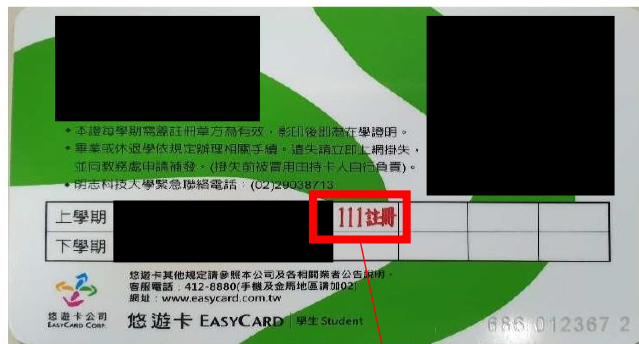 • 本證每學期需蓋註冊章方為有效，影印後即為在學證明。
• 畢業或休退學依規定辦理相關手續。遺失請立即上網掛失，
並向教務處申請補發。(掛失前被冒用由持卡人自行負責)。
• 明志科技大學緊急聯絡電話：(02)29038713
上學期 111註冊
下學期
悠遊卡其他規定請參照本公司及各相關業者公告說明。
客服電話：412-8880(手機及金馬地區請加02)
網址：www.easycard.com.tw
悠遊卡公司
EASYCARD CORP.
悠遊卡 EASYCARD 學生 Student
686 012367 2